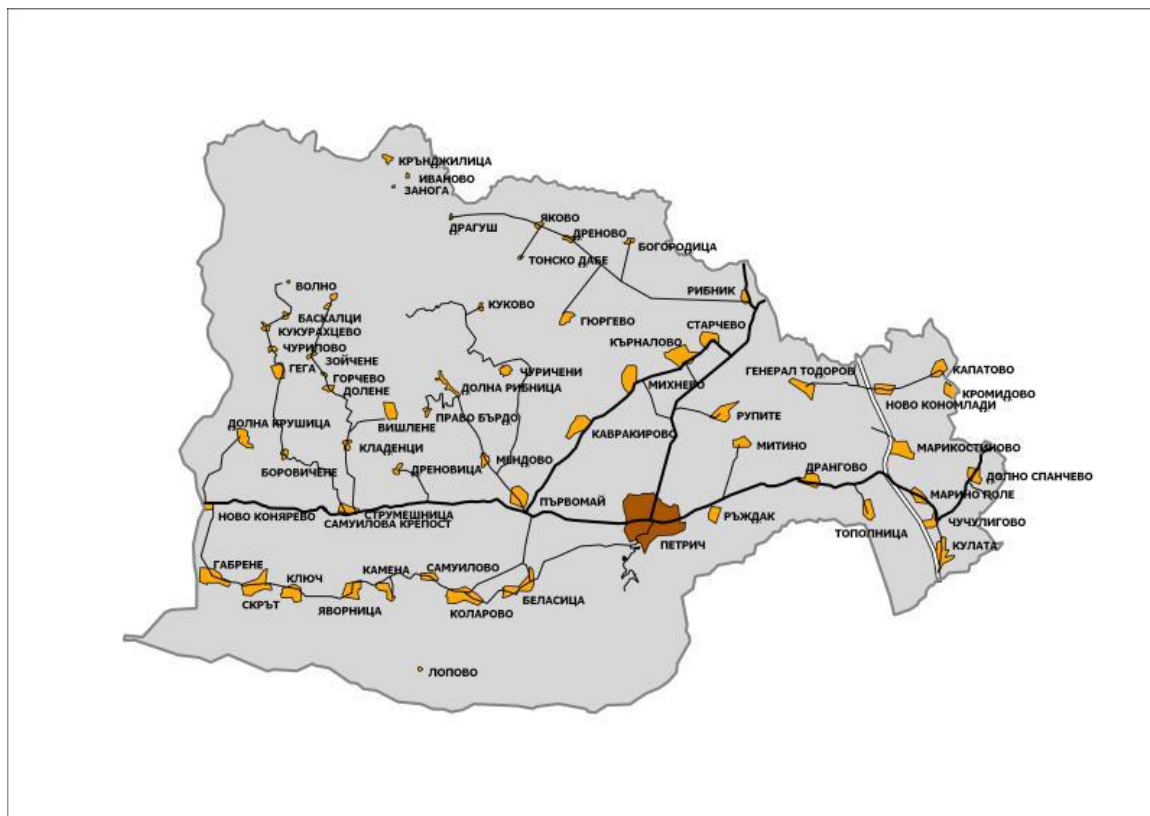 КРЪНДЖИЛИЦА
ИВАНОВО
ЗАНОГА
ЯКОВО
ДРАГУШ
ДРЕНОВО
БОГОРОДИЦА
ТОНСКО ДАБЕ
ВОЛНО
РИБНИК
КУКОВО
БАСКАЛЦИ
ГЮРГЕВО
СТАРЧЕВО
КУКУРАХЦЕВО
КЪРНАЛОВО
ЧУРИЛОВО
ЗОЙЧЕНЕ
ГЕГА
ЧУРИЧЕНИ
ГЕНЕРАЛ ТОДОРОВ
КАПАТОВО
ГОРЧЕВО
ДОЛНА РИБНИЦА
МИХНЕВО
ДОЛЕНЕ
КРОМИДОВО
НОВО КОНОМЛАДИ
ДОЛНА КРУШИЦА
ПРАВО БЪРДО
РУПИТЕ
ВИШЛЕНЕ
КАВРАКИРОВО
КЛАДЕНЦИ
МИТИНО
МАРИКОСТИНОВО
МЕНДОВО
БОРОВИЧЕНЕ
ДРЕНОВИЦА
ДРАНГОВО
ДОЛНО СПАНЧЕВО
МАРИНО ПОЛЕ
ПЪРВОМАЙ
НОВО КОНЯРЕВО
СТРУМЕШНИЦА
РЪЖДАК
САМУИЛОВА КРЕПОСТ
ЧУЧУЛИГОВО
ТОПОЛНИЦА
ПЕТРИЧ
КУЛАТА
ГАБРЕНЕ
КАМЕНА
САМУИЛОВО
КЛЮЧ
БЕЛАСИЦА
СКРЪТ
ЯВОРНИЦА
КОЛАРОВО
ЛОПОВО